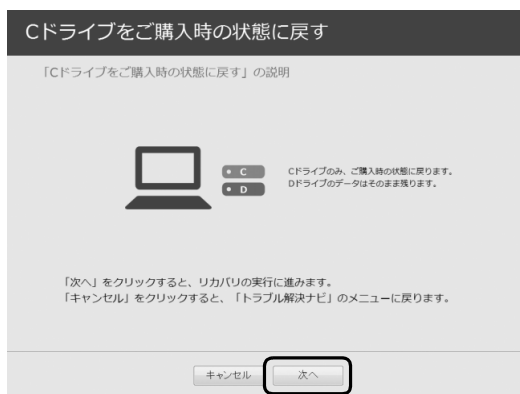 Cドライブをご購入時の状態に戻す
「Cドライブをご購入時の状態に戻す」の説明
C
Cドライブのみ、ご購入時の状態に戻ります。
D
Dドライブのデータはそのまま残ります。
「次へ」をクリックすると、リカバリの実行に進みます。
「キャンセル」をクリックすると、「トラブル解決ナビ」のメニューに戻ります。
キャンセル
次へ